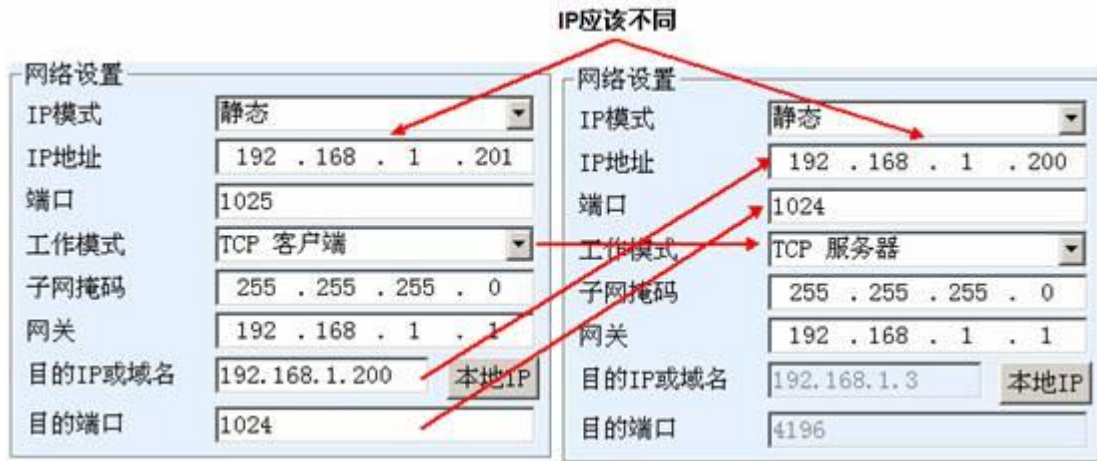 IP应该不同
网络设置
IP模式 静态
IP地址 192 . 168 . 1 . 201
端口 1025
工作模式 TCP 客户端
子网掩码 255 . 255 . 255 . 0
网关 192 . 168 . 1 . 1
目的IP或域名 192.168.1.200 本地IP
目的端口 1024
网络设置
IP模式 静态
IP地址 192 . 168 . 1 . 200
端口 1024
工作模式 TCP 服务器
子网掩码 255 . 255 . 255 . 0
网关 192 . 168 . 1 . 1
目的IP或域名 192.168.1.3 本地IP
目的端口 4196